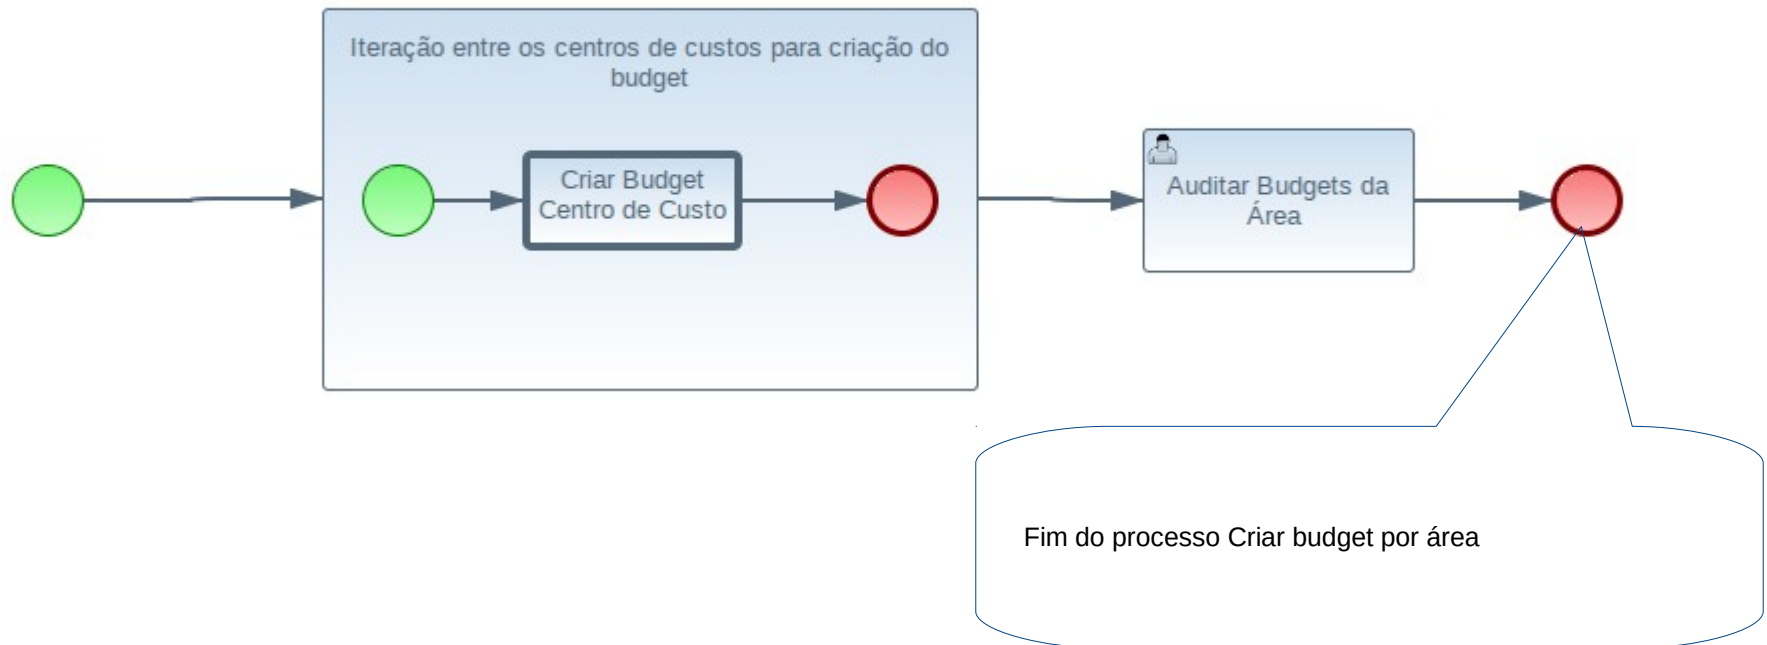 Iteração entre os centros de custos para criação do
budget
Criar Budget
Centro de Custo
Auditar Budgets da
Área
Fim do processo Criar budget por área